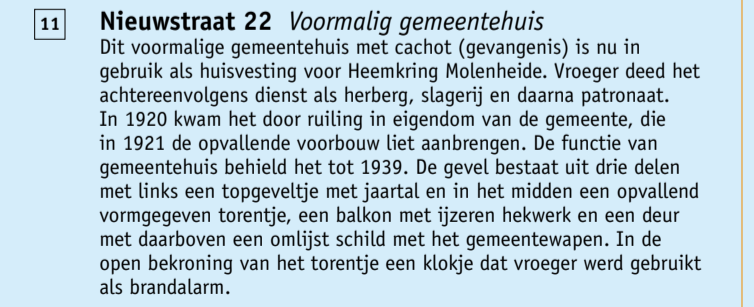 11 Nieuwstraat 22 Voormalig gemeentehuis
Dit voormalige gemeentehuis met cachot (gevangenis) is nu in
gebruik als huisvesting voor Heemkring Molenheide. Vroeger deed het
achtereenvolgens dienst als herberg, slagerij en daarna patronaat.
In 1920 kwam het door ruiling in eigendom van de gemeente, die
in 1921 de opvallende voorbouw liet aanbrengen. De functie van
gemeentehuis behield het tot 1939. De gevel bestaat uit drie delen
met links een topgeveltje met jaartal en in het midden een opvallend
vormgegeven torentje, een balkon met ijzeren hekwerk en een deur
met daarboven een omlijst schild met het gemeentewapen. In de
open bekroning van het torentje een klokje dat vroeger werd gebruikt
als brandalarm.